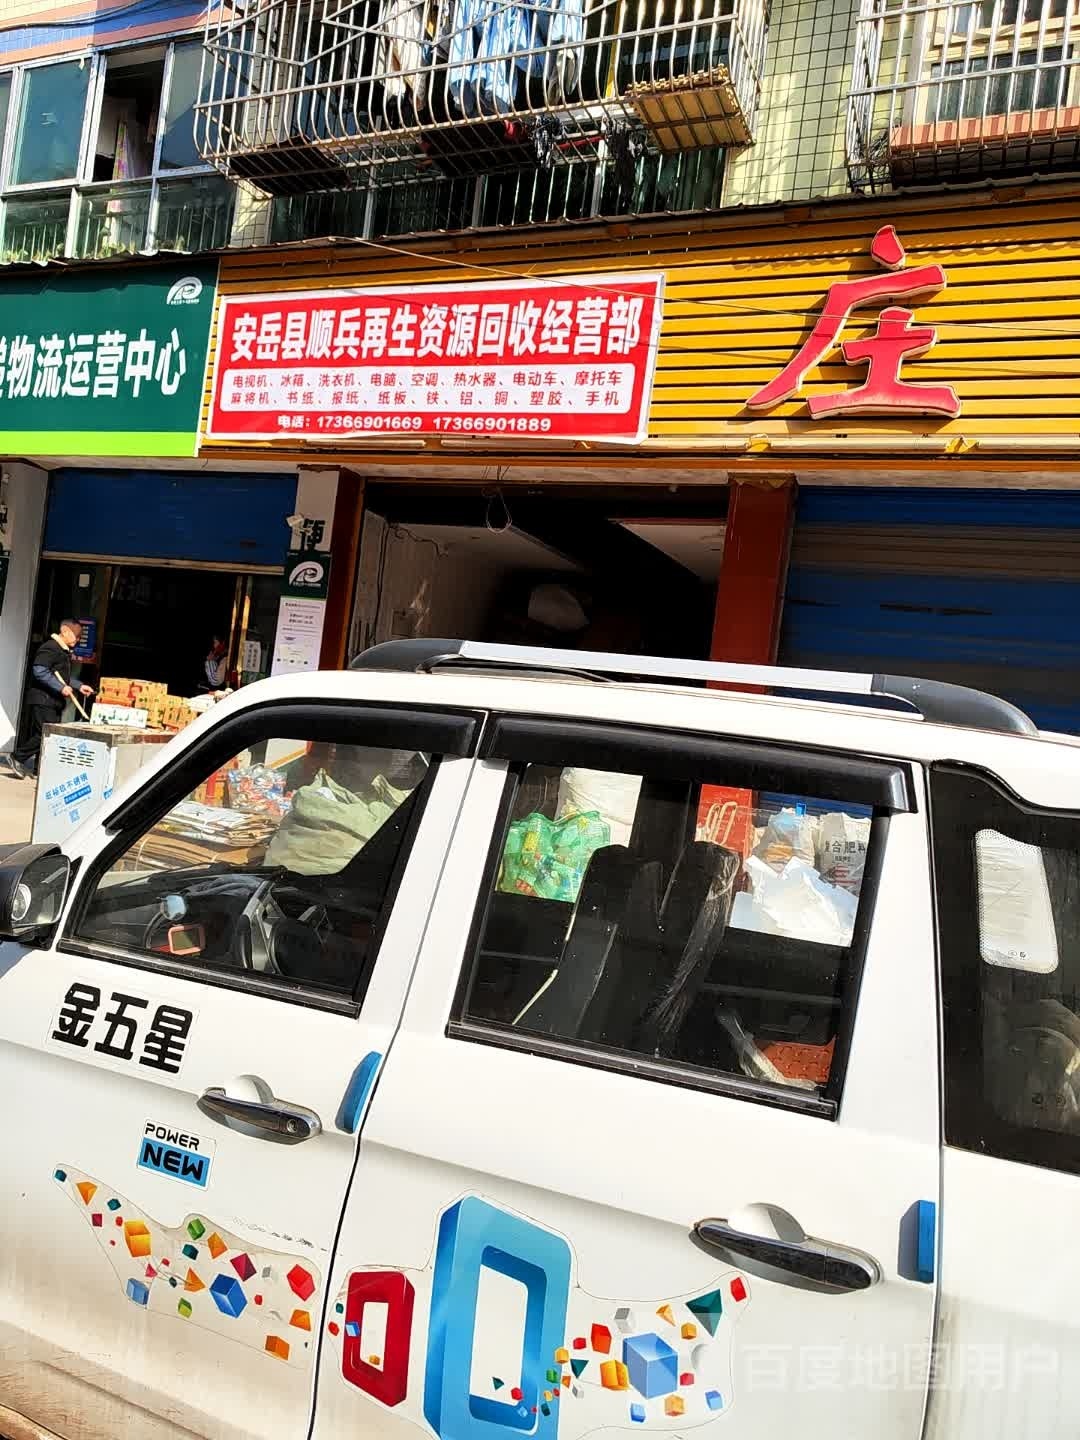 物流运营中心
安岳县顺兵再生资源回收经营部
电视机、冰箱、洗衣机、电脑、空调、热水器、电动车、摩托车
麻将机、书纸、报纸、纸板、铁、铝、铜、塑胶、手机
电话：17366901669 17366901889
庄
合肥料
金五星
POWER
NEW
百度地图用户